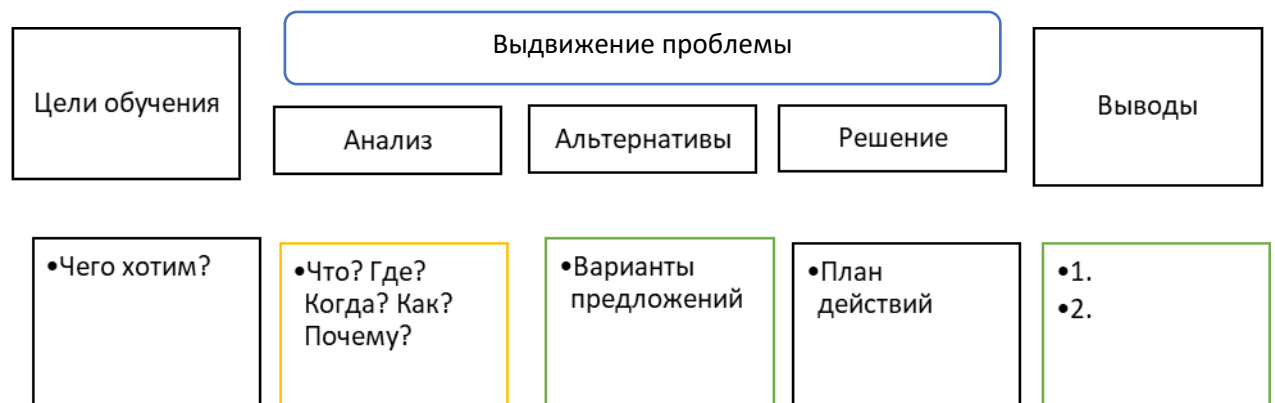 Выдвижение проблемы
Цели обучения
Анализ
Альтернативы
Решение
Выводы
•Чего хотим?
•Что? Где?
Когда? Как?
Почему?
•Варианты
предложений
•План
действий
•1.
•2.